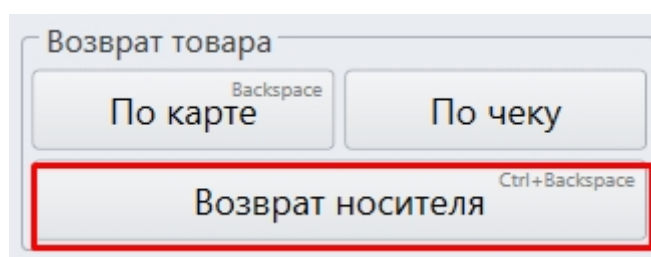 Возврат товара
Backspace
По карте
По чеку
Ctrl+Backspace
Возврат носителя